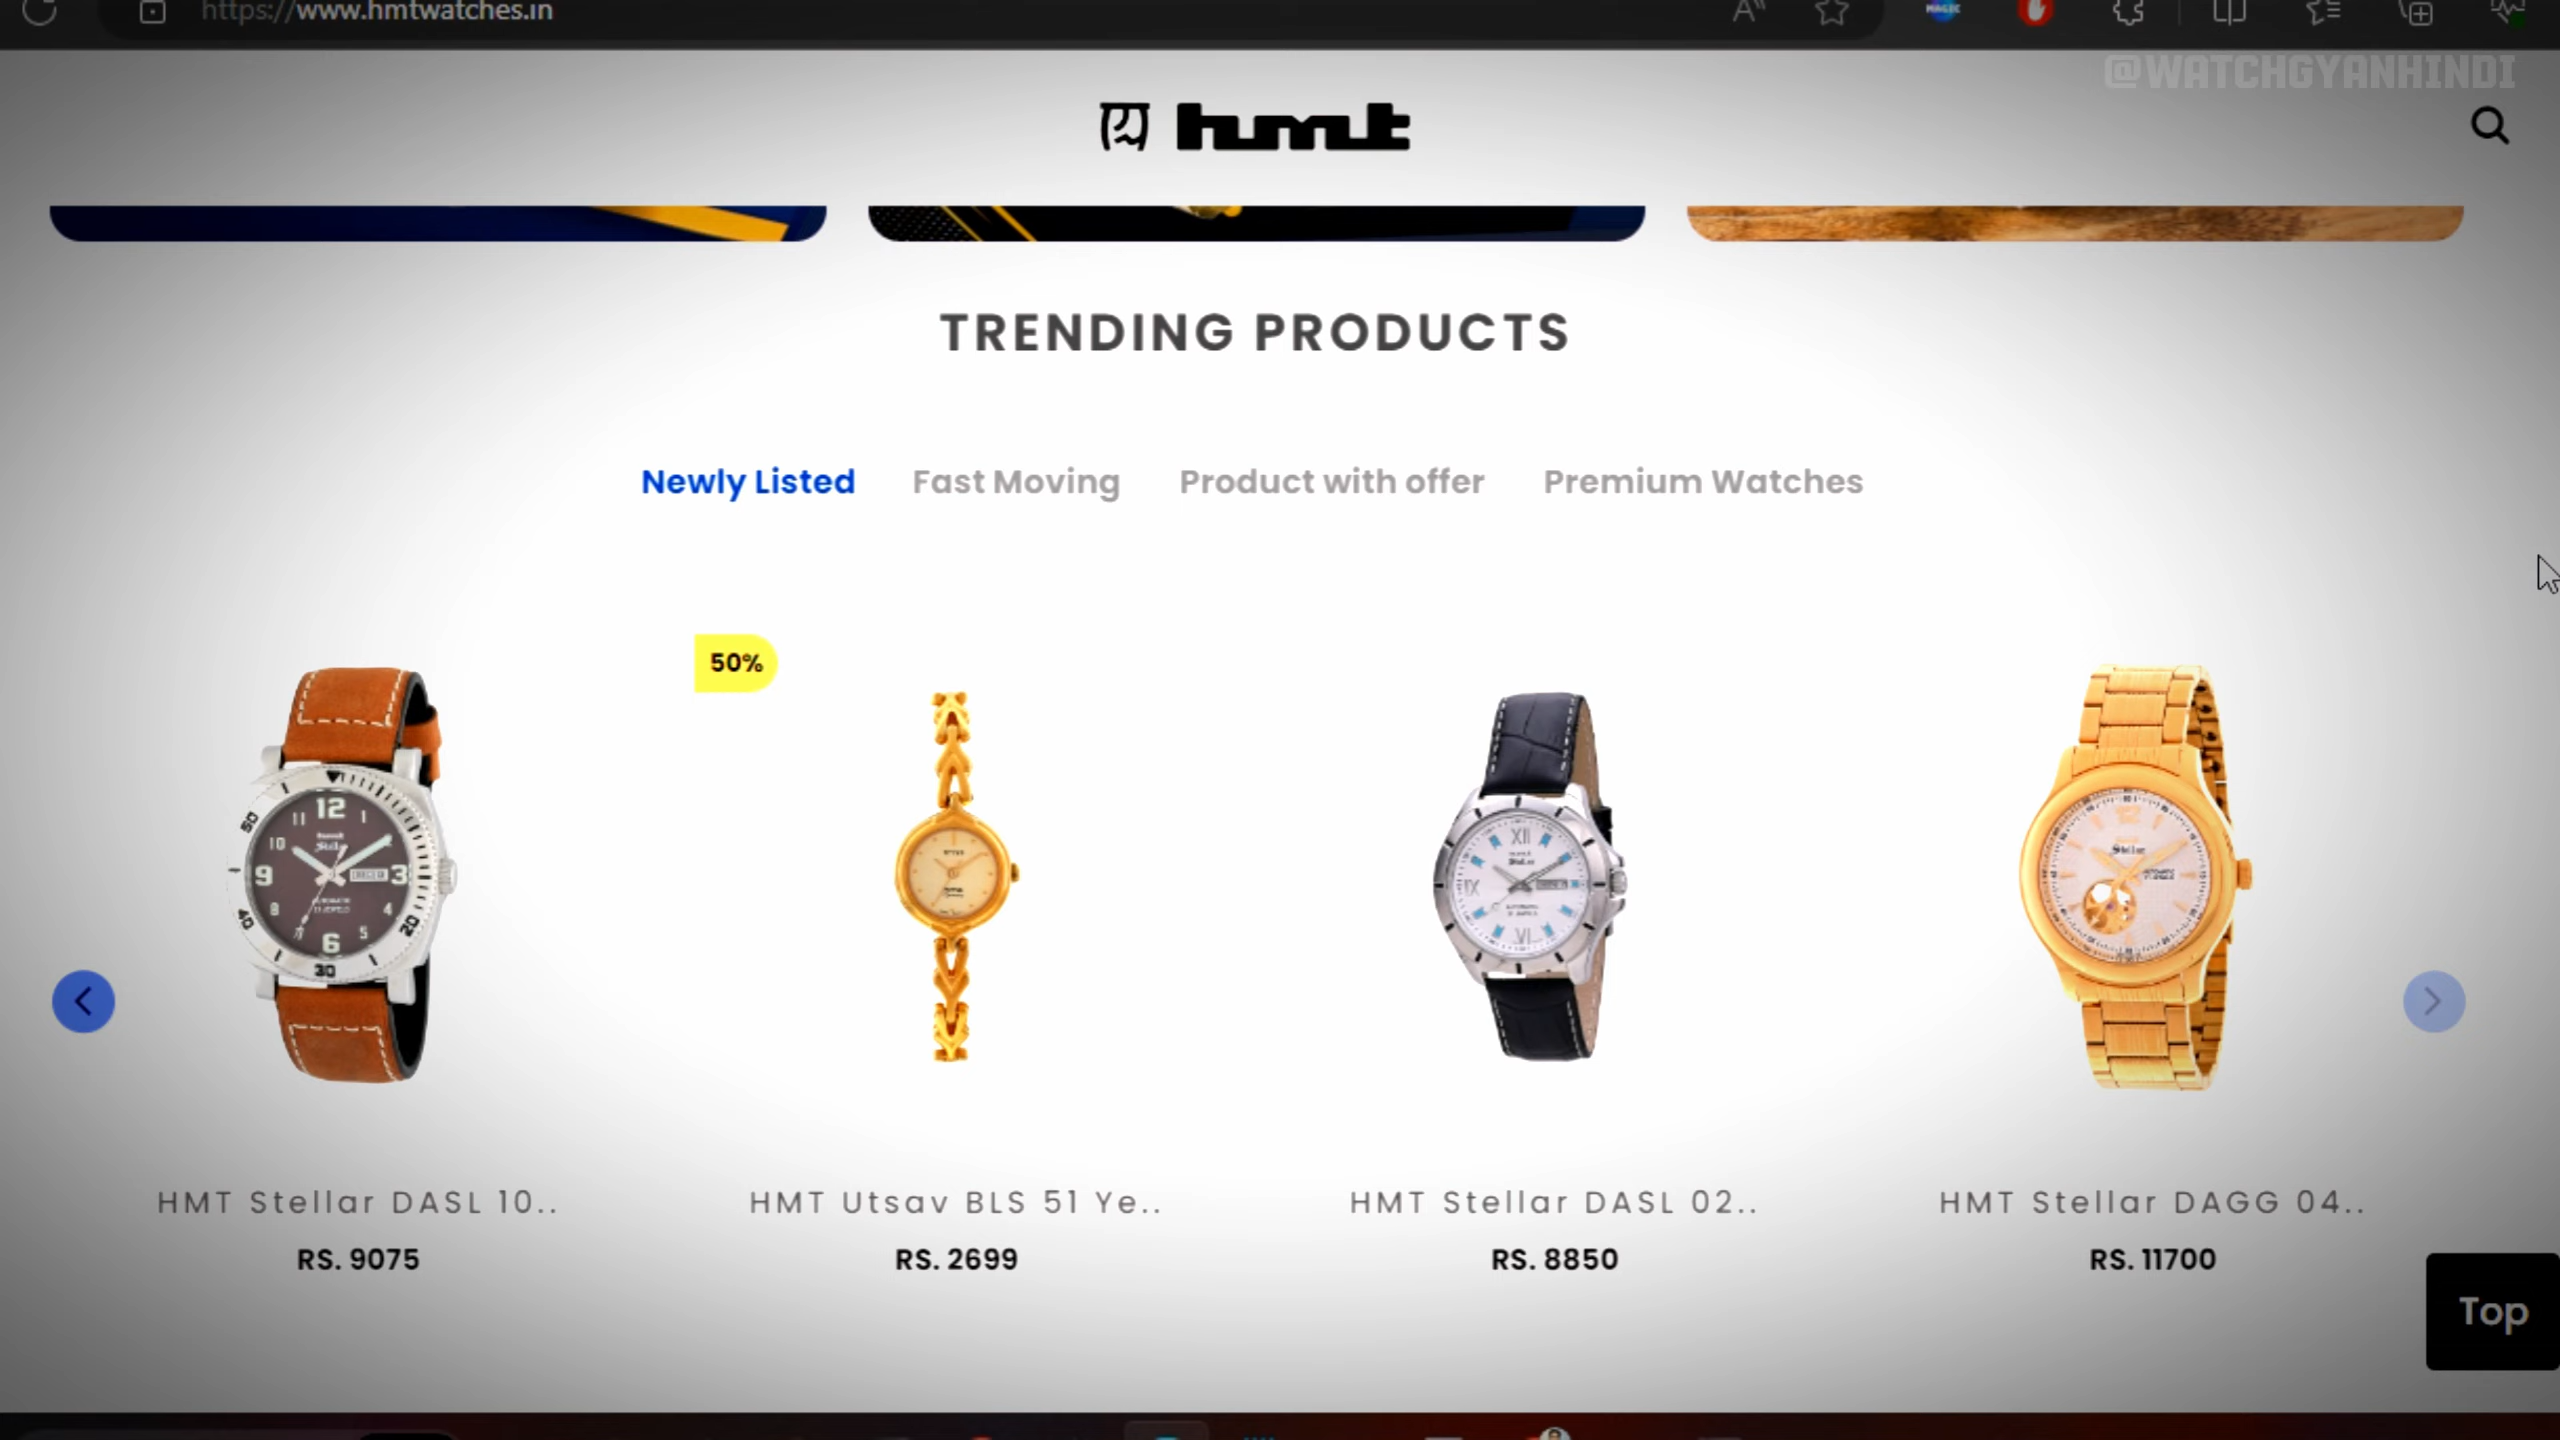 https://www.hmtwatches.in
@WATCHGYANHINDI
hmt
TRENDING PRODUCTS
Newly Listed
Fast Moving
Product with offer
Premium Watches
50%
HMT Stellar DASL 10..
RS. 9075
HMT Utsav BLS 51 Ye..
RS. 2699
HMT Stellar DASL 02..
RS. 8850
HMT Stellar DAGG 04..
RS. 11700
Top